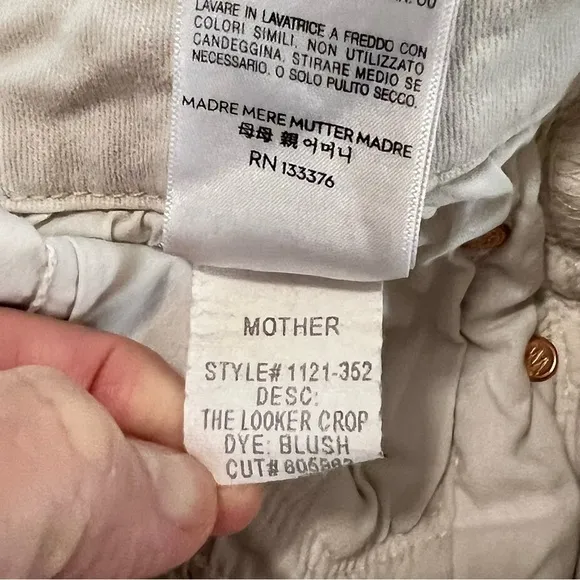 LAVARE IN LAVATRICE A FREDDO CON
COLORI SIMILI, NON UTILIZZATO
CANDEGGINA, STIRARE MEDIO SE
NECESSARIO. O SOLO PULITO SECCO.
MADRE MERE MUTTER MADRE
母母 親 어머니
RN 133376
MOTHER
STYLE# 1121-352
DESC:
THE LOOKER CROP
DYE: BLUSH
CUT#